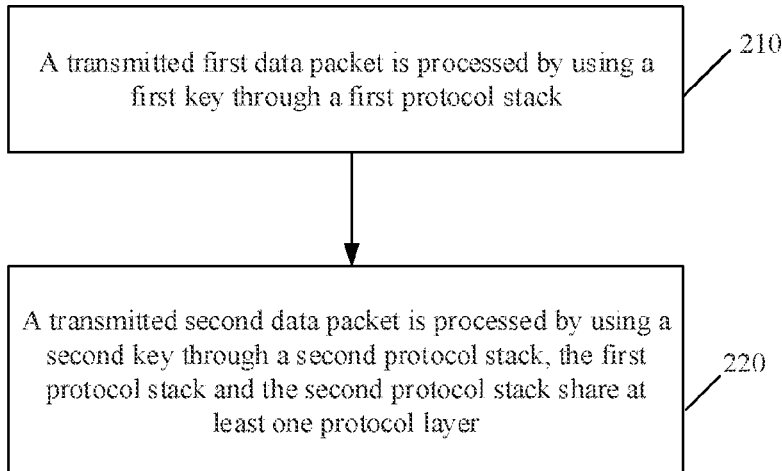 A transmitted first data packet is processed by using a
first key through a first protocol stack
210
A transmitted second data packet is processed by using a
second key through a second protocol stack, the first
protocol stack and the second protocol stack share at
least one protocol layer
220